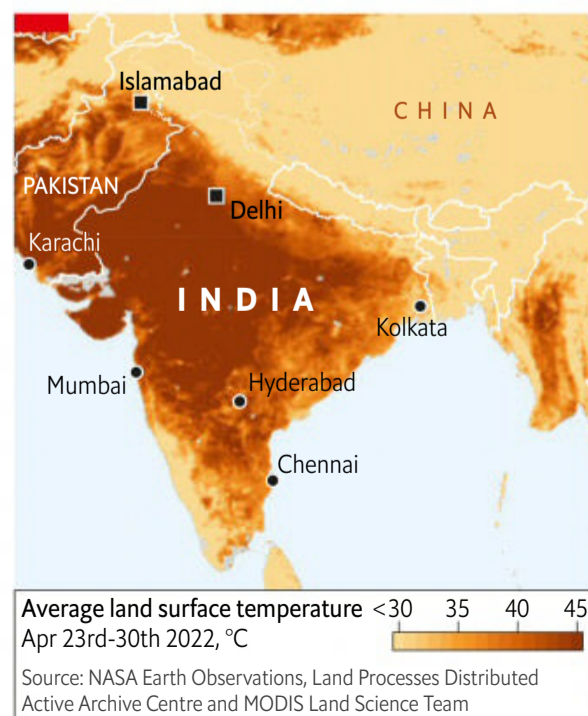 Islamabad
CHINA
PAKISTAN
Delhi
Karachi
INDIA
Kolkata
Mumbai
Hyderabad
Chennai
Average land surface temperature <30 35 40 45
Apr 23rd-30th 2022, °C
Source: NASA Earth Observations, Land Processes Distributed
Active Archive Centre and MODIS Land Science Team